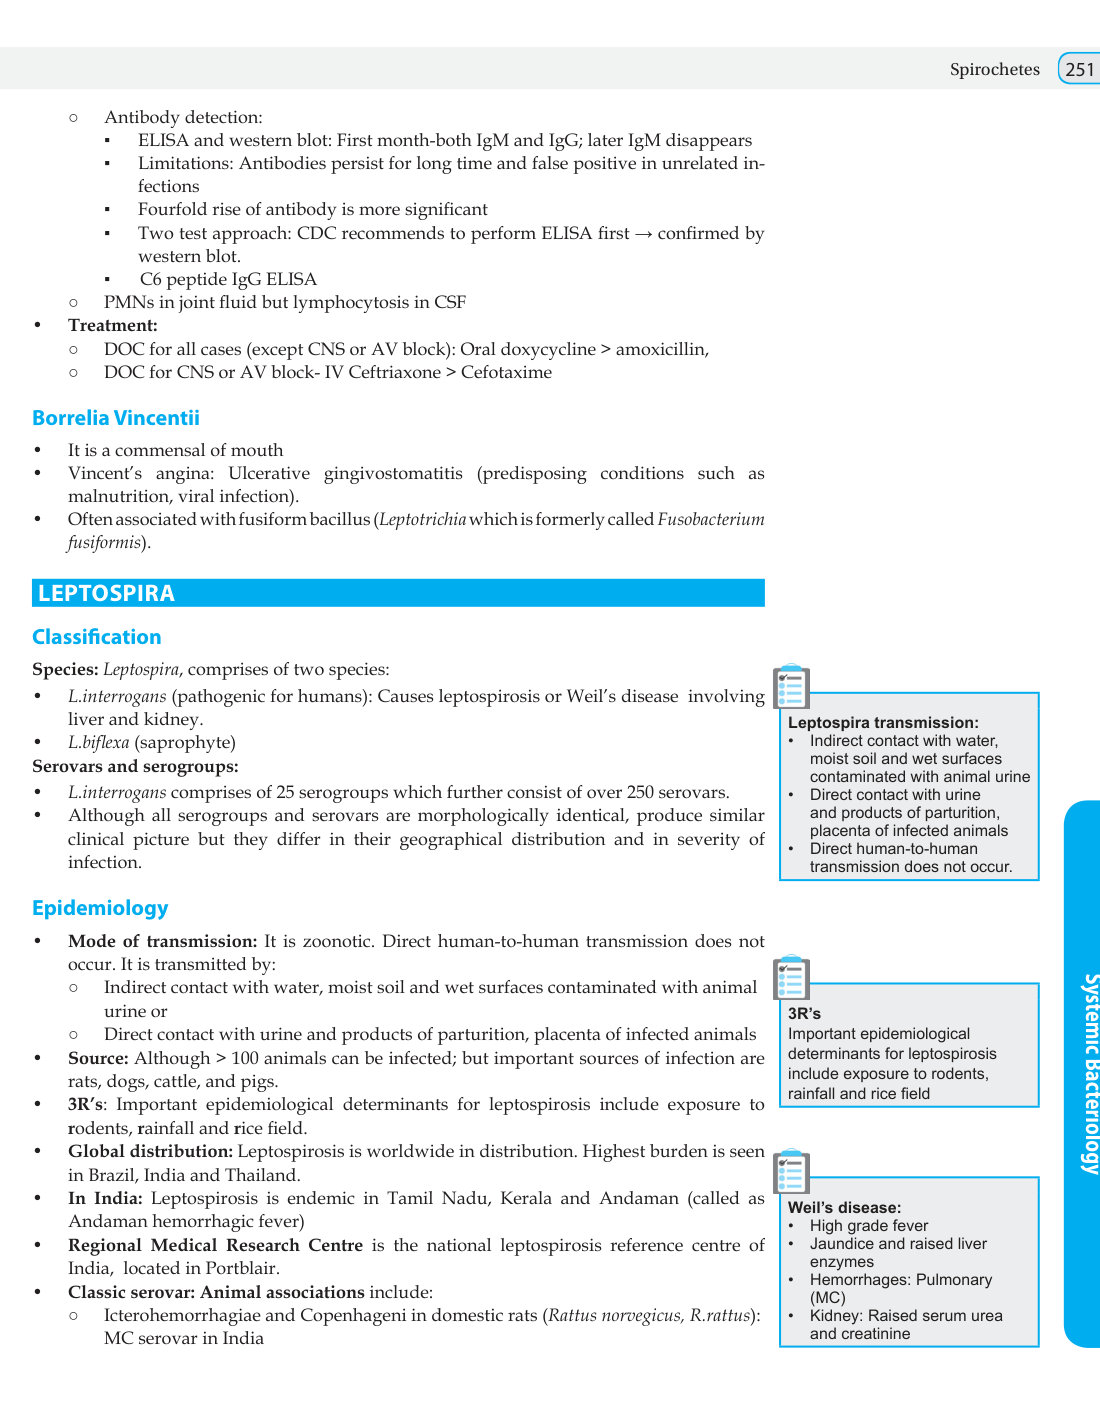 Spirochetes 251
○ Antibody detection:
▪ ELISA and western blot: First month-both IgM and IgG; later IgM disappears
▪ Limitations: Antibodies persist for long time and false positive in unrelated in-
fections
▪ Fourfold rise of antibody is more significant
▪ Two test approach: CDC recommends to perform ELISA first → confirmed by
western blot.
▪ C6 peptide IgG ELISA
○ PMNs in joint fluid but lymphocytosis in CSF
• Treatment:
○ DOC for all cases (except CNS or AV block): Oral doxycycline > amoxicillin,
○ DOC for CNS or AV block- IV Ceftriaxone > Cefotaxime
Borrelia Vincentii
• It is a commensal of mouth
• Vincent’s angina: Ulcerative gingivostomatitis (predisposing conditions such as
malnutrition, viral infection).
• Often associated with fusiform bacillus (Leptotrichia which is formerly called Fusobacterium
fusiformis).
LEPTOSPIRA
Classification
Species: Leptospira, comprises of two species:
• L.interrogans (pathogenic for humans): Causes leptospirosis or Weil’s disease involving
liver and kidney.
• L.biflexa (saprophyte)
Serovars and serogroups:
• L.interrogans comprises of 25 serogroups which further consist of over 250 serovars.
• Although all serogroups and serovars are morphologically identical, produce similar
clinical picture but they differ in their geographical distribution and in severity of
infection.
Epidemiology
• Mode of transmission: It is zoonotic. Direct human-to-human transmission does not
occur. It is transmitted by:
○ Indirect contact with water, moist soil and wet surfaces contaminated with animal
urine or
○ Direct contact with urine and products of parturition, placenta of infected animals
• Source: Although > 100 animals can be infected; but important sources of infection are
rats, dogs, cattle, and pigs.
• 3R’s: Important epidemiological determinants for leptospirosis include exposure to
rodents, rainfall and rice field.
• Global distribution: Leptospirosis is worldwide in distribution. Highest burden is seen
in Brazil, India and Thailand.
• In India: Leptospirosis is endemic in Tamil Nadu, Kerala and Andaman (called as
Andaman hemorrhagic fever)
• Regional Medical Research Centre is the national leptospirosis reference centre of
India, located in Portblair.
• Classic serovar: Animal associations include:
○ Icterohemorrhagiae and Copenhageni in domestic rats (Rattus norvegicus, R.rattus):
MC serovar in India
Leptospira transmission:
• Indirect contact with water,
moist soil and wet surfaces
contaminated with animal urine
• Direct contact with urine
and products of parturition,
placenta of infected animals
• Direct human-to-human
transmission does not occur.
3R’s
Important epidemiological
determinants for leptospirosis
include exposure to rodents,
rainfall and rice field
Weil’s disease:
• High grade fever
• Jaundice and raised liver
enzymes
• Hemorrhages: Pulmonary
(MC)
• Kidney: Raised serum urea
and creatinine
Systemic Bacteriology